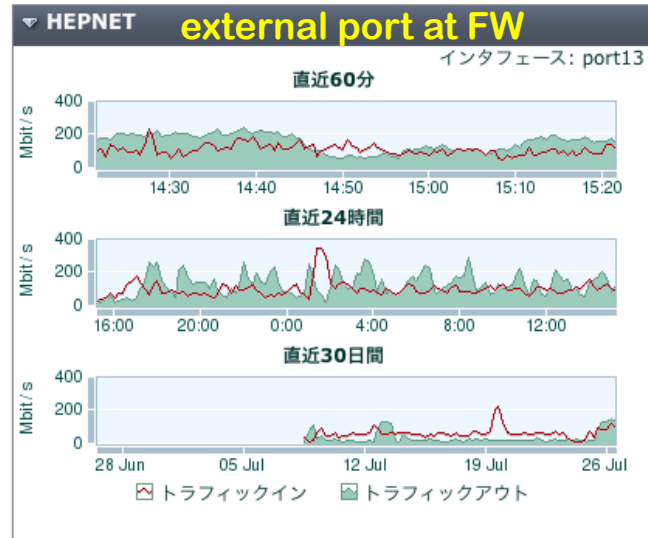 HEPNET external port at FW
インタフェース: port13
直近60分
400
200
0
Mbit / s
14:30 14:40 14:50 15:00 15:10 15:20
直近24時間
400
200
0
Mbit / s
16:00 20:00 0:00 4:00 8:00 12:00
直近30日間
400
200
0
Mbit / s
28 Jun 05 Jul 12 Jul 19 Jul 26 Jul
トラフィックイン トラフィックアウト